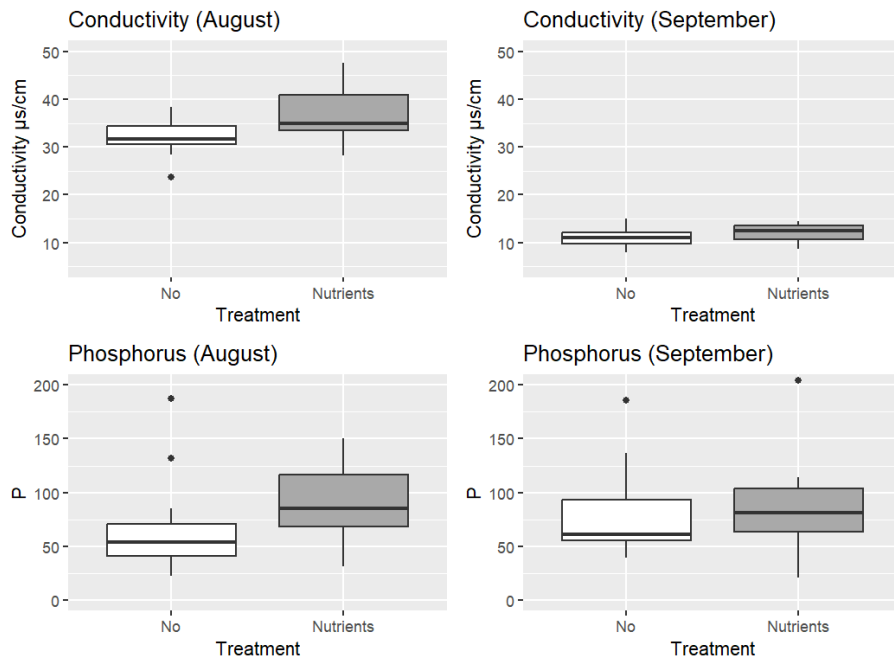 Conductivity (August)
50
40
30
20
10
Conductivity µs/cm
No
Nutrients
Treatment
Conductivity (September)
50
40
30
20
10
Conductivity µs/cm
No
Nutrients
Treatment
Phosphorus (August)
200
150
100
50
0
P
No
Nutrients
Treatment
Phosphorus (September)
200
150
100
50
0
P
No
Nutrients
Treatment